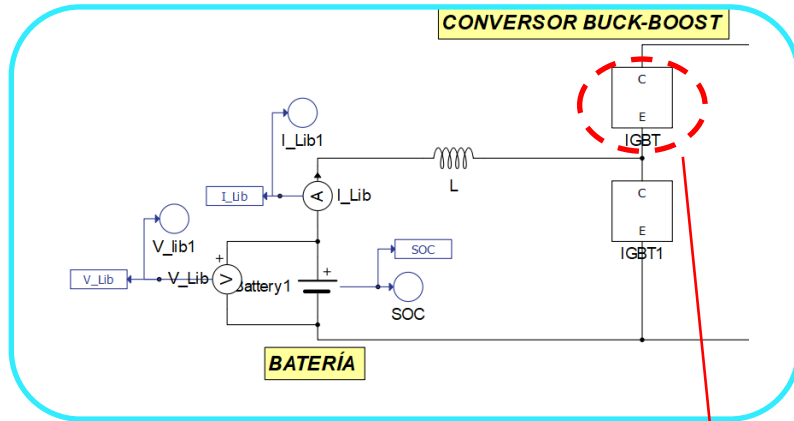 CONVERSOR BUCK-BOOST
C
E
IGBT
I_Lib1
I_Lib
A
I_Lib
L
C
E
IGBT1
V_lib1
SOC
+
+
V_Lib
V_Lib
V
Battery1
SOC
BATERÍA